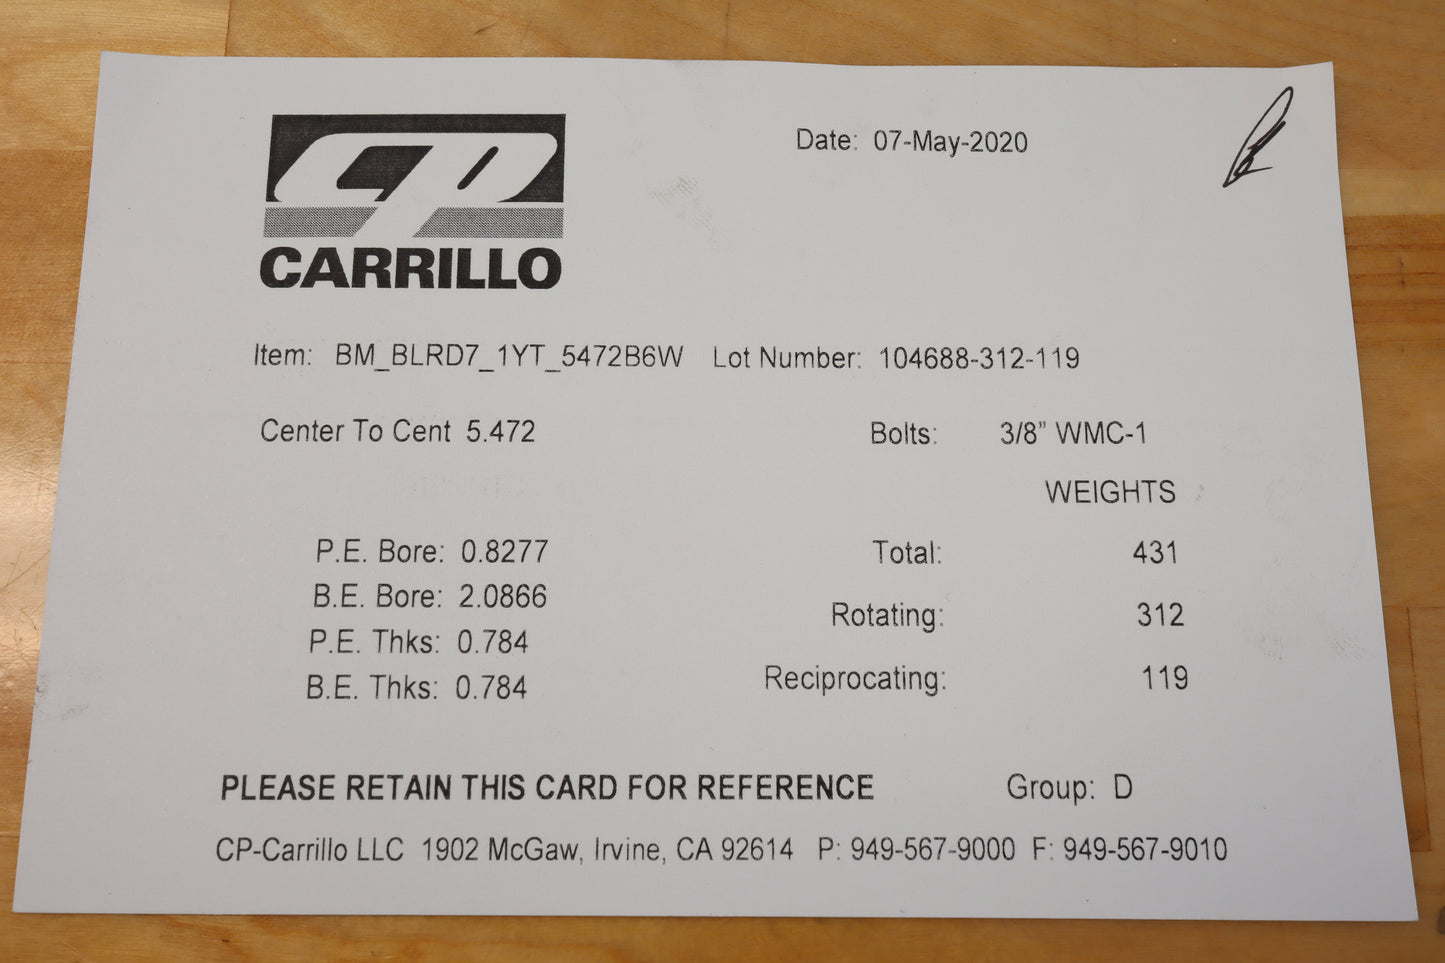 CP
CARRILLO
Date: 07-May-2020
Item: BM_BLRD7_1YT_5472B6W Lot Number: 104688-312-119
Center To Cent 5.472 Bolts: 3/8" WMC-1
WEIGHTS
P.E. Bore: 0.8277 Total: 431
B.E. Bore: 2.0866 Rotating: 312
P.E. Thks: 0.784
B.E. Thks: 0.784 Reciprocating: 119
PLEASE RETAIN THIS CARD FOR REFERENCE Group: D
CP-Carrillo LLC 1902 McGaw, Irvine, CA 92614 P: 949-567-9000 F: 949-567-9010